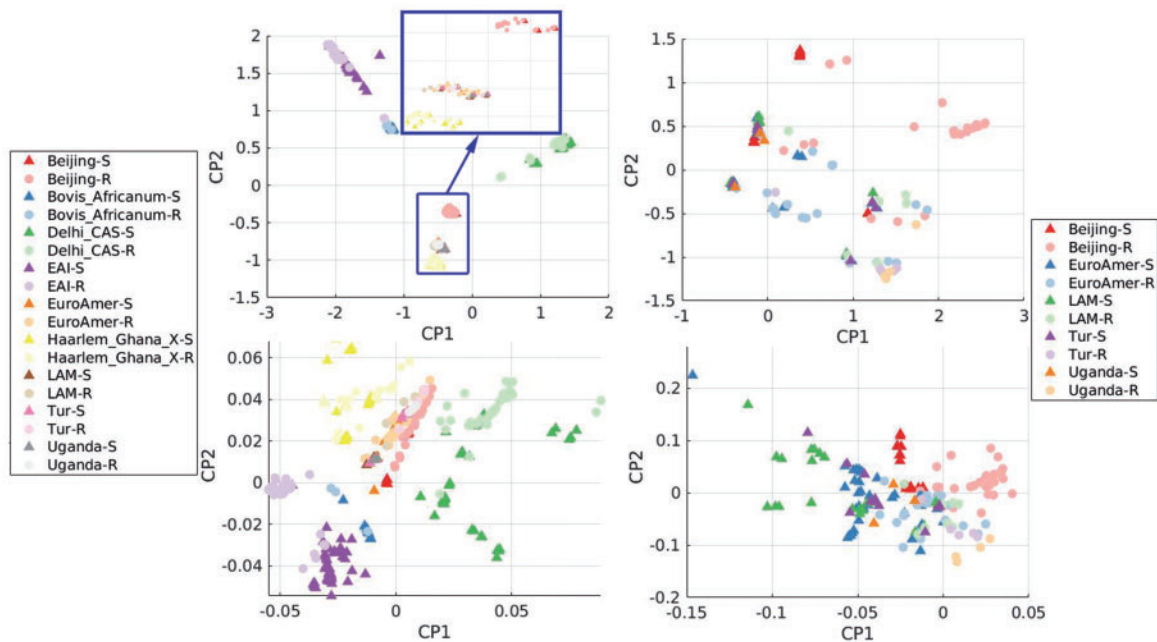 Beijing-S
Beijing-R
Bovis_Africanum-S
Bovis_Africanum-R
Delhi_CAS-S
Delhi_CAS-R
EAI-S
EAI-R
EuroAmer-S
EuroAmer-R
Haarlem_Ghana_X-S
Haarlem_Ghana_X-R
LAM-S
LAM-R
Tur-S
Tur-R
Uganda-S
Uganda-R
2
1.5
1
0.5
0
-0.5
-1
-1.5
CP2
-3 -2 -1 0 1 2
CP1
1.5
1
0.5
0
-0.5
-1
-1.5
CP2
-1 0 1 2 3
CP1
0.06
0.04
0.02
0
-0.02
-0.04
CP2
-0.05 0 0.05
CP1
0.2
0.1
0
-0.1
-0.2
CP2
-0.15 -0.1 -0.05 0 0.05
CP1
Beijing-S
Beijing-R
EuroAmer-S
EuroAmer-R
LAM-S
LAM-R
Tur-S
Tur-R
Uganda-S
Uganda-R